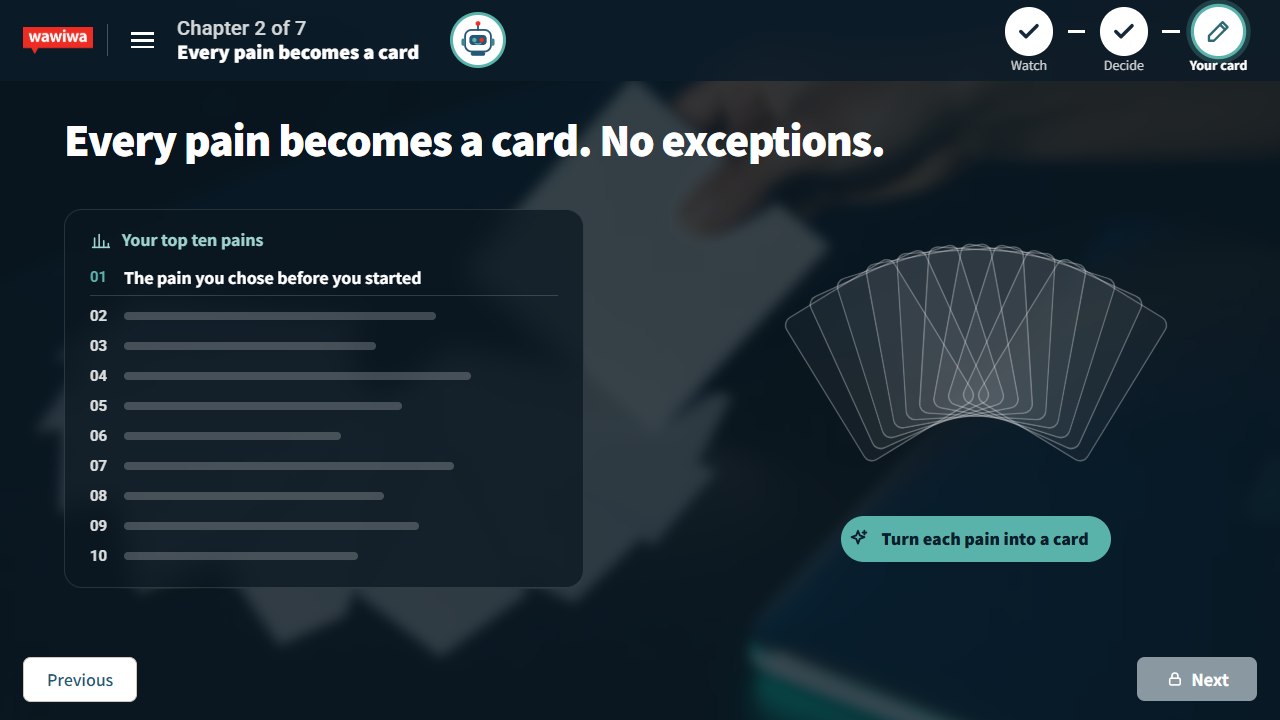 wawiwa
Chapter 2 of 7
Every pain becomes a card
Watch
Decide
Your card
Every pain becomes a card. No exceptions.
Your top ten pains
01 The pain you chose before you started
02
03
04
05
06
07
08
09
10
Turn each pain into a card
Previous
Next